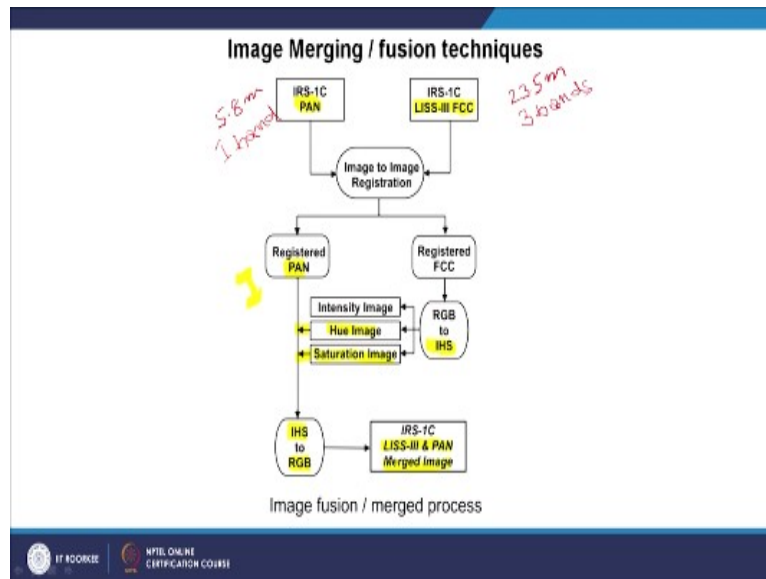 Image Merging / fusion techniques
5.8m
1 band
IRS-1C
PAN
IRS-1C
LISS-III FCC
23.5m
3 bands
Image to Image
Registration
Registered
PAN
Registered
FCC
I
Intensity Image
Hue Image
Saturation Image
RGB
to
IHS
IHS
to
RGB
IRS-1C
LISS-III & PAN
Merged Image
Image fusion / merged process
IIT ROORKEE
NPTEL ONLINE
CERTIFICATION COURSE